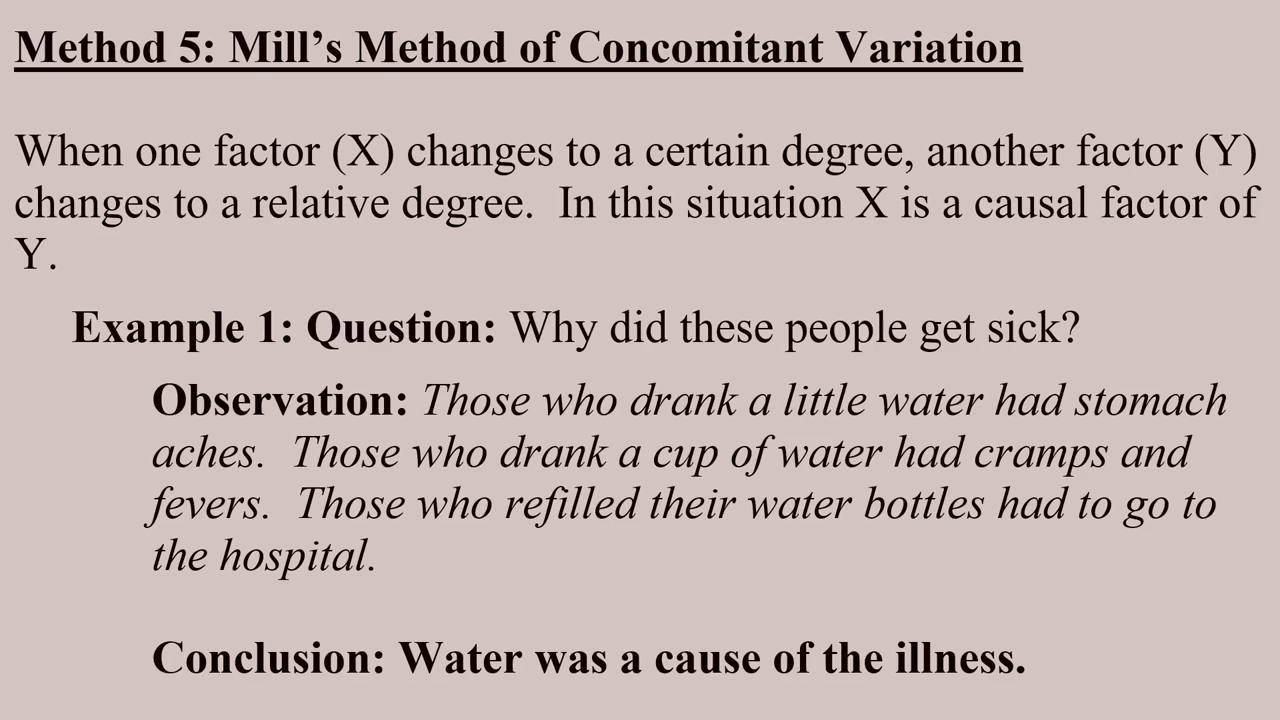 Method 5: Mill’s Method of Concomitant Variation
When one factor (X) changes to a certain degree, another factor (Y)
changes to a relative degree.  In this situation X is a causal factor of
Y.
Example 1: Question: Why did these people get sick?
Observation: Those who drank a little water had stomach
aches.  Those who drank a cup of water had cramps and
fevers.  Those who refilled their water bottles had to go to
the hospital.
Conclusion: Water was a cause of the illness.